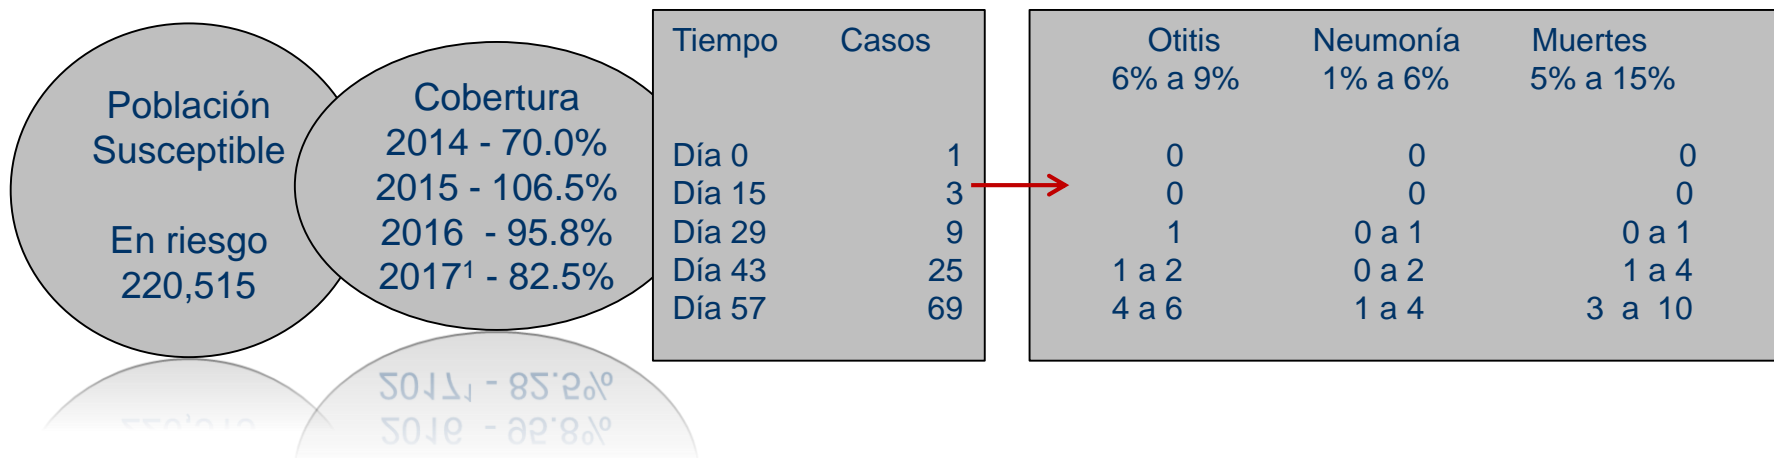 Población
Susceptible
En riesgo
220,515
Cobertura
2014 - 70.0%
2015 - 106.5%
2016 - 95.8%
2017¹ - 82.5%
Tiempo Casos
Día 0 1
Día 15 3
Día 29 9
Día 43 25
Día 57 69
Otitis Neumonía Muertes
6% a 9% 1% a 6% 5% a 15%
0 0 0
0 0 0
1 0 a 1 0 a 1
1 a 2 0 a 2 1 a 4
4 a 6 1 a 4 3 a 10